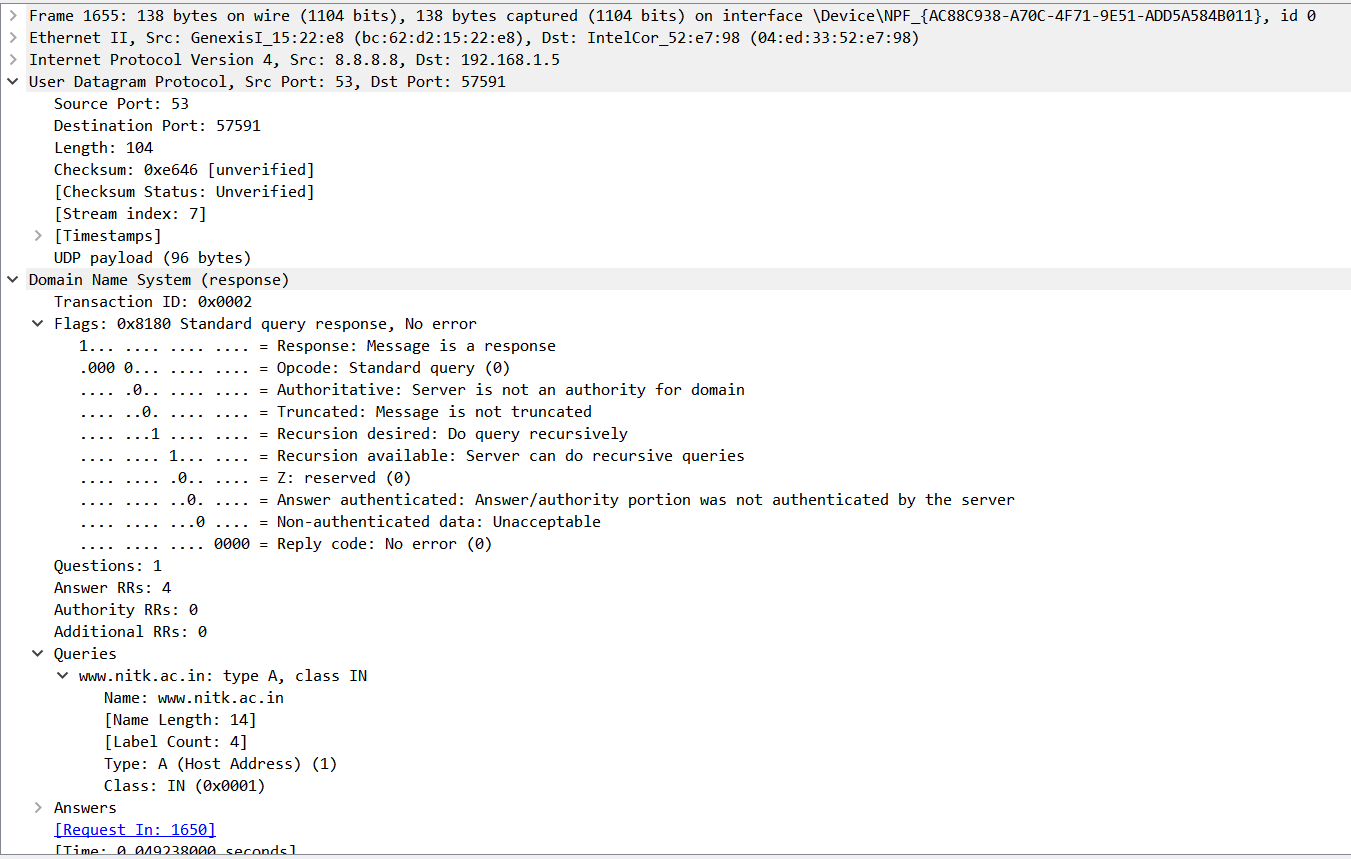 Frame 1655: 138 bytes on wire (1104 bits), 138 bytes captured (1104 bits) on interface \Device\NPF_{AC88C938-A70C-4F71-9E51-ADD5A584B011}, id 0
Ethernet II, Src: GenexisI_15:22:e8 (bc:62:d2:15:22:e8), Dst: IntelCor_52:e7:98 (04:ed:33:52:e7:98)
Internet Protocol Version 4, Src: 8.8.8.8, Dst: 192.168.1.5
User Datagram Protocol, Src Port: 53, Dst Port: 57591
Source Port: 53
Destination Port: 57591
Length: 104
Checksum: 0xe646 [unverified]
[Checksum Status: Unverified]
[Stream index: 7]
[Timestamps]
UDP payload (96 bytes)
Domain Name System (response)
Transaction ID: 0x0002
Flags: 0x8180 Standard query response, No error
1... .... .... .... = Response: Message is a response
.000 0... .... .... = Opcode: Standard query (0)
.... .0.. .... .... = Authoritative: Server is not an authority for domain
.... ..0. .... .... = Truncated: Message is not truncated
.... ...1 .... .... = Recursion desired: Do query recursively
.... .... 1... .... = Recursion available: Server can do recursive queries
.... .... .0.. .... = Z: reserved (0)
.... .... ..0. .... = Answer authenticated: Answer/authority portion was not authenticated by the server
.... .... ...0 .... = Non-authenticated data: Unacceptable
.... .... .... 0000 = Reply code: No error (0)
Questions: 1
Answer RRs: 4
Authority RRs: 0
Additional RRs: 0
Queries
www.nitk.ac.in: type A, class IN
Name: www.nitk.ac.in
[Name Length: 14]
[Label Count: 4]
Type: A (Host Address) (1)
Class: IN (0x0001)
Answers
[Request In: 1650]
[Time: 0.049238000 seconds]